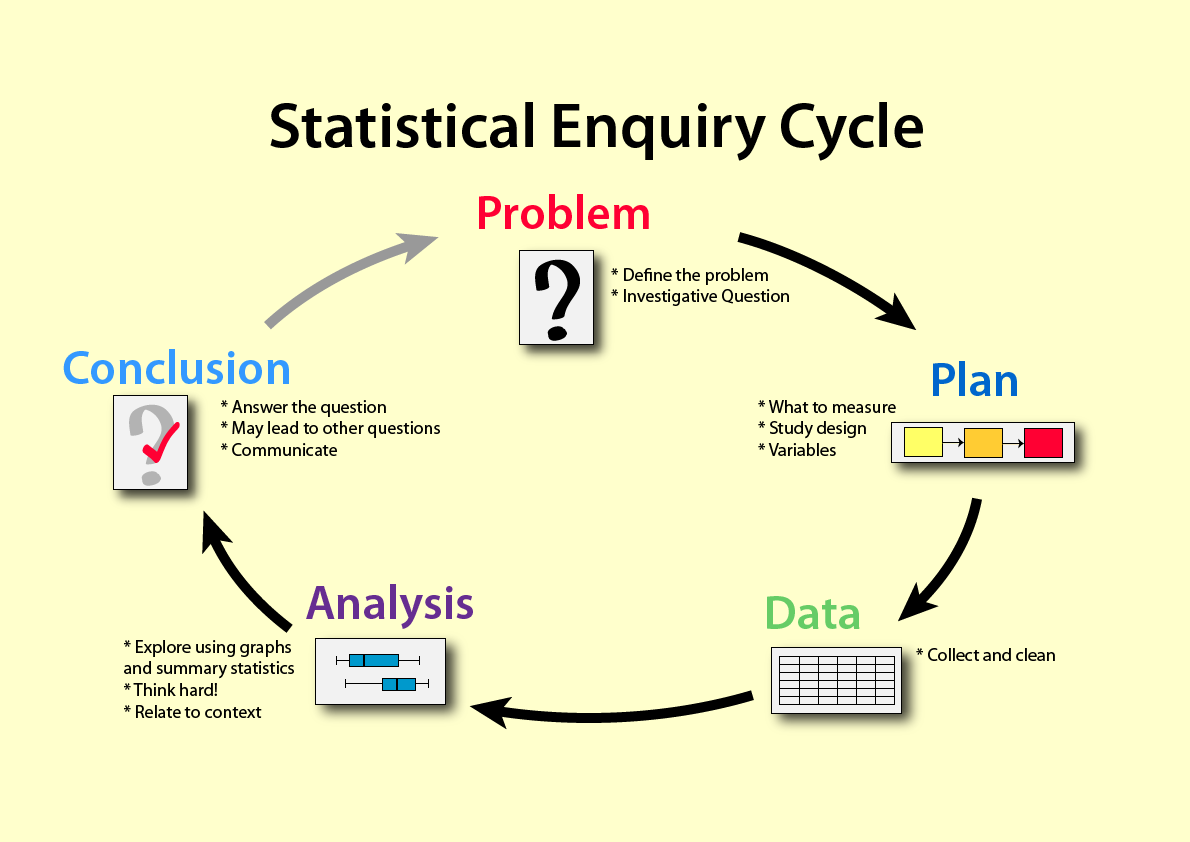 Statistical Enquiry Cycle
Problem
?
* Define the problem
* Investigative Question
Plan
* What to measure
* Study design
* Variables
Data
* Collect and clean
Analysis
* Explore using graphs
and summary statistics
* Think hard!
* Relate to context
Conclusion
?
* Answer the question
* May lead to other questions
* Communicate